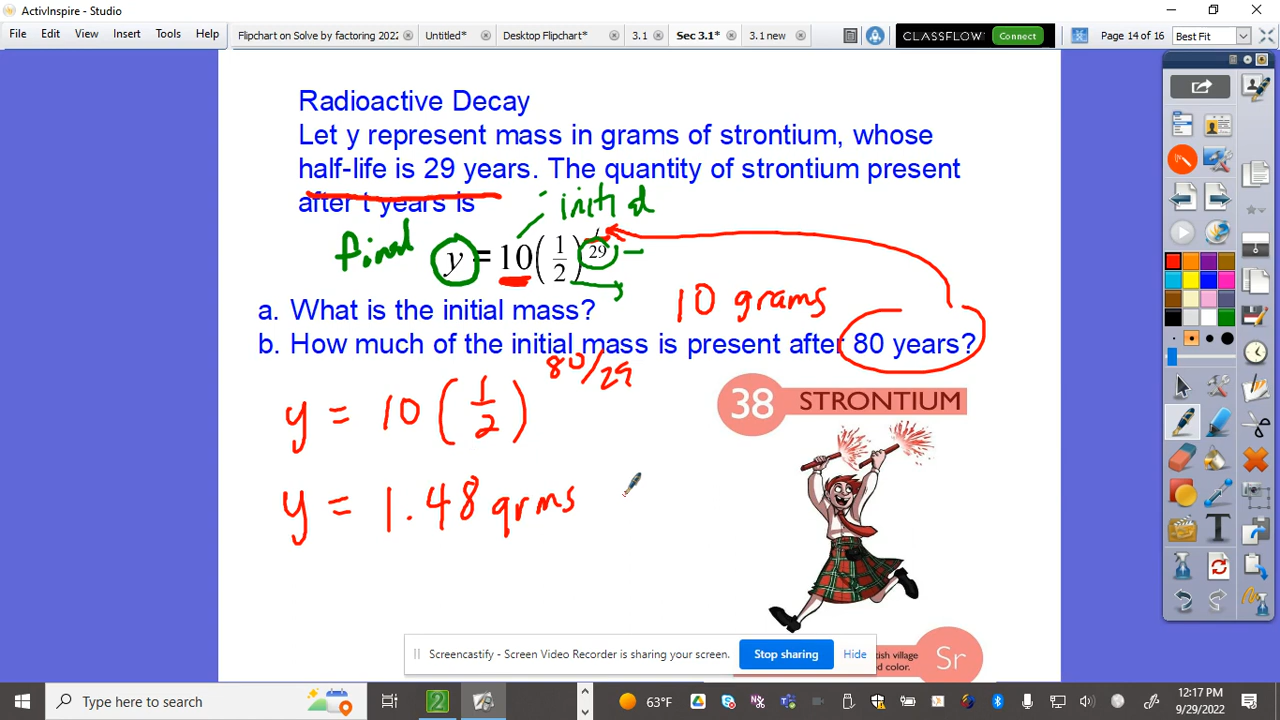 ActivInspire - Studio
File Edit View Insert Tools Help
Flipchart on Solve by factoring 202
Untitled*
Desktop Flipchart*
3.1
Sec 3.1*
3.1 new
CLASSFLOW
Connect
Page 14 of 16
Best Fit
Radioactive Decay
Let y represent mass in grams of strontium, whose
half-life is 29 years. The quantity of strontium present
after t years is
initial
final
y = 10(1/2)^t/29
a. What is the initial mass?
10 grams
b. How much of the initial mass is present after 80 years?
y = 10 (1/2)^80/29
y = 1.48 grms
38 STRONTIUM
Screencastify - Screen Video Recorder is sharing your screen.
Stop sharing
Hide
Sr
Type here to search
63°F
12:17 PM
9/29/2022